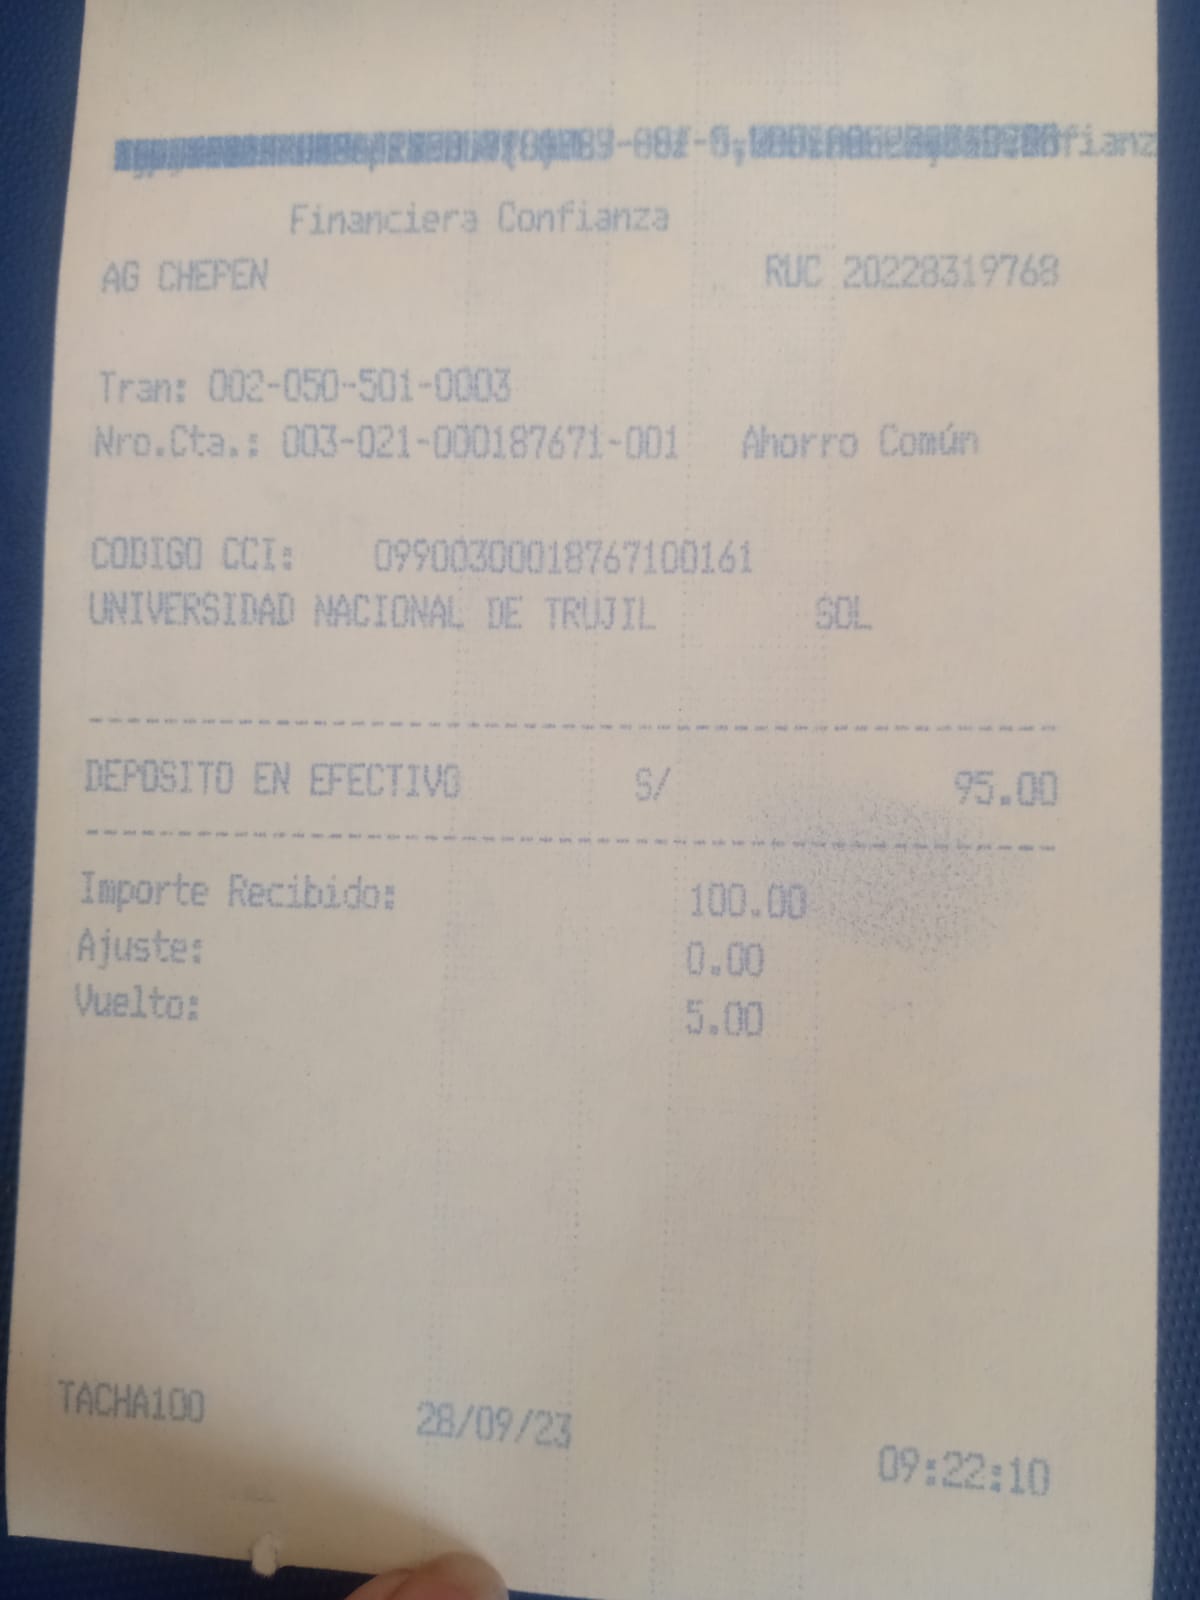 Financiera Confianza
AG CHEPEN RUC 20228319768
Tran: 002-050-501-0003
Nro.Cta.: 003-021-000187671-001 Ahorro Común
CODIGO CCI: 09900300018767100161
UNIVERSIDAD NACIONAL DE TRUJIL SOL
DEPOSITO EN EFECTIVO S/ 95.00
Importe Recibido: 100.00
Ajuste: 0.00
Vuelto: 5.00
TACHA100 28/09/23 09:22:10